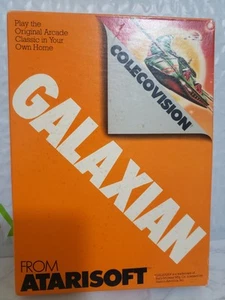 Play the
Original Arcade
Classic in Your
Own Home
COLECOVISION
GALAXIAN
FROM
ATARISOFT